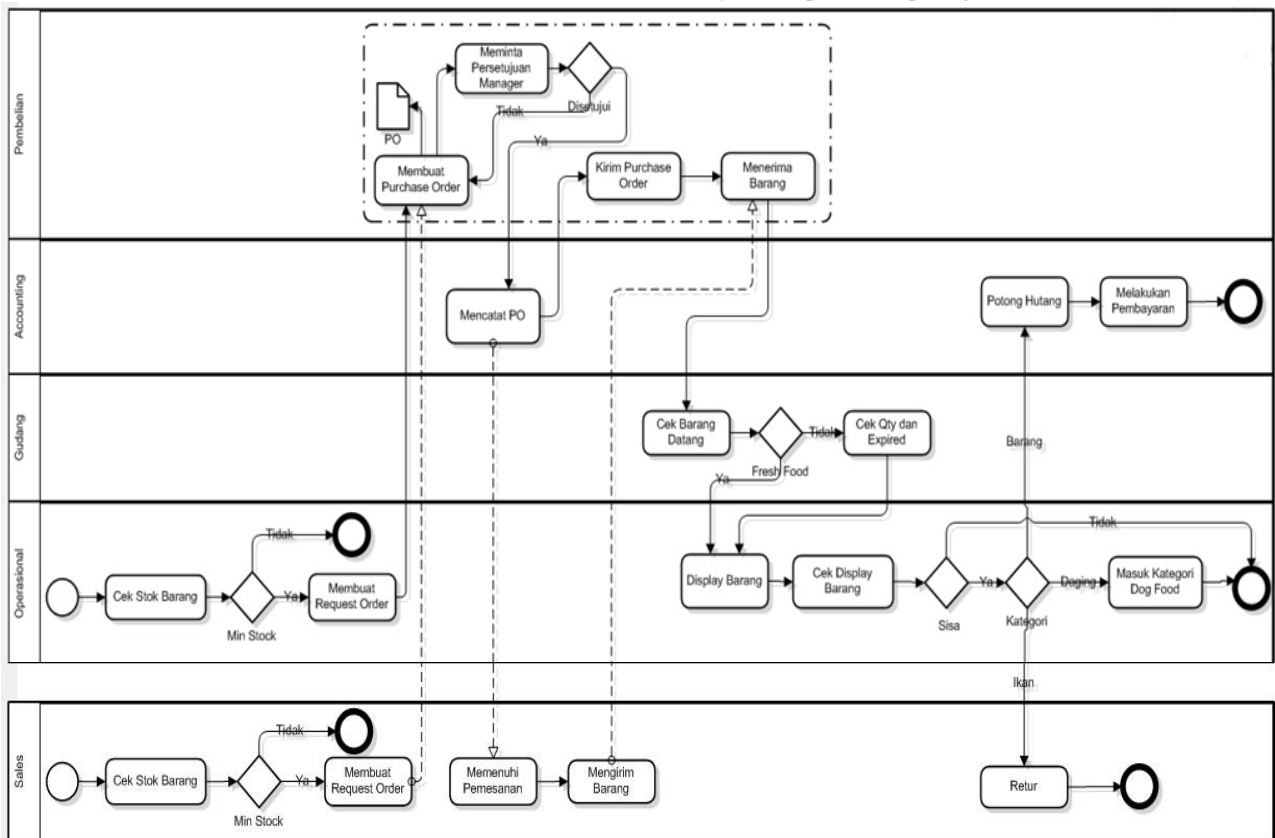 Pembelian
Meminta
Persetujuan
Manager
Disetujui
Tidak
Ya
PO
Membuat
Purchase Order
Kirim Purchase
Order
Menerima
Barang
Accounting
Mencatat PO
Potong Hutang
Melakukan
Pembayaran
Gudang
Cek Barang
Datang
Fresh Food
Tidak
Ya
Cek Qty dan
Expired
Barang
Operasional
Cek Stok Barang
Min Stock
Tidak
Ya
Membuat
Request Order
Display Barang
Cek Display
Barang
Sisa
Ya
Tidak
Kategori
Daging
Masuk Kategori
Dog Food
Ikan
Sales
Cek Stok Barang
Min Stock
Tidak
Ya
Membuat
Request Order
Memenuhi
Pemesanan
Mengirim
Barang
Retur